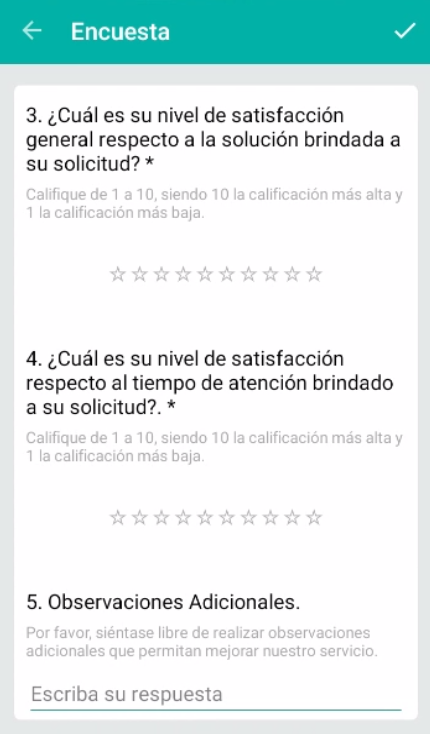 Encuesta
3. ¿Cuál es su nivel de satisfacción
general respecto a la solución brindada a
su solicitud? *
Califique de 1 a 10, siendo 10 la calificación más alta y
1 la calificación más baja.
4. ¿Cuál es su nivel de satisfacción
respecto al tiempo de atención brindado
a su solicitud?. *
Califique de 1 a 10, siendo 10 la calificación más alta y
1 la calificación más baja.
5. Observaciones Adicionales.
Por favor, siéntase libre de realizar observaciones
adicionales que permitan mejorar nuestro servicio.
Escriba su respuesta